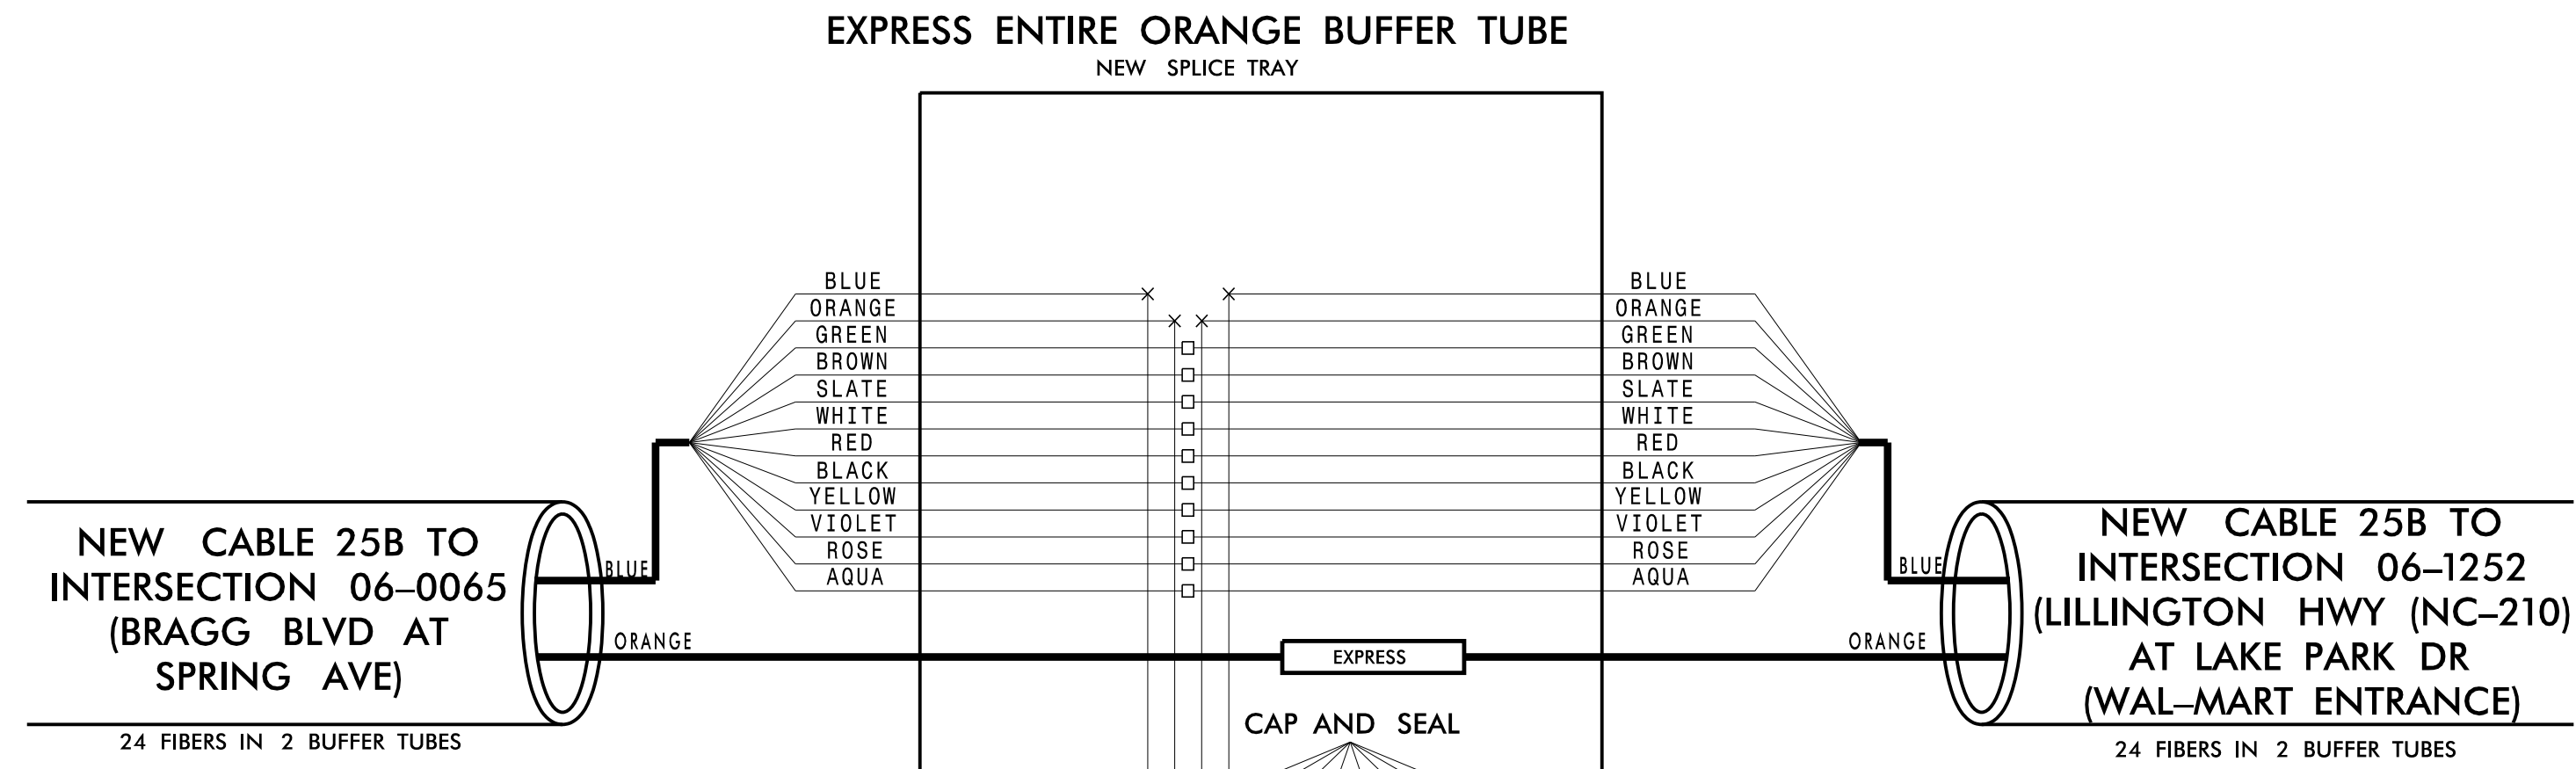 EXPRESS ENTIRE ORANGE BUFFER TUBE
NEW SPLICE TRAY
BLUE
ORANGE
GREEN
BROWN
SLATE
WHITE
RED
BLACK
YELLOW
VIOLET
ROSE
AQUA
BLUE
ORANGE
GREEN
BROWN
SLATE
WHITE
RED
BLACK
YELLOW
VIOLET
ROSE
AQUA
NEW CABLE 25B TO
INTERSECTION 06–0065
(BRAGG BLVD AT
SPRING AVE)
24 FIBERS IN 2 BUFFER TUBES
BLUE
ORANGE
EXPRESS
CAP AND SEAL
BLUE
ORANGE
NEW CABLE 25B TO
INTERSECTION 06–1252
(LILLINGTON HWY (NC–210)
AT LAKE PARK DR
(WAL–MART ENTRANCE)
24 FIBERS IN 2 BUFFER TUBES